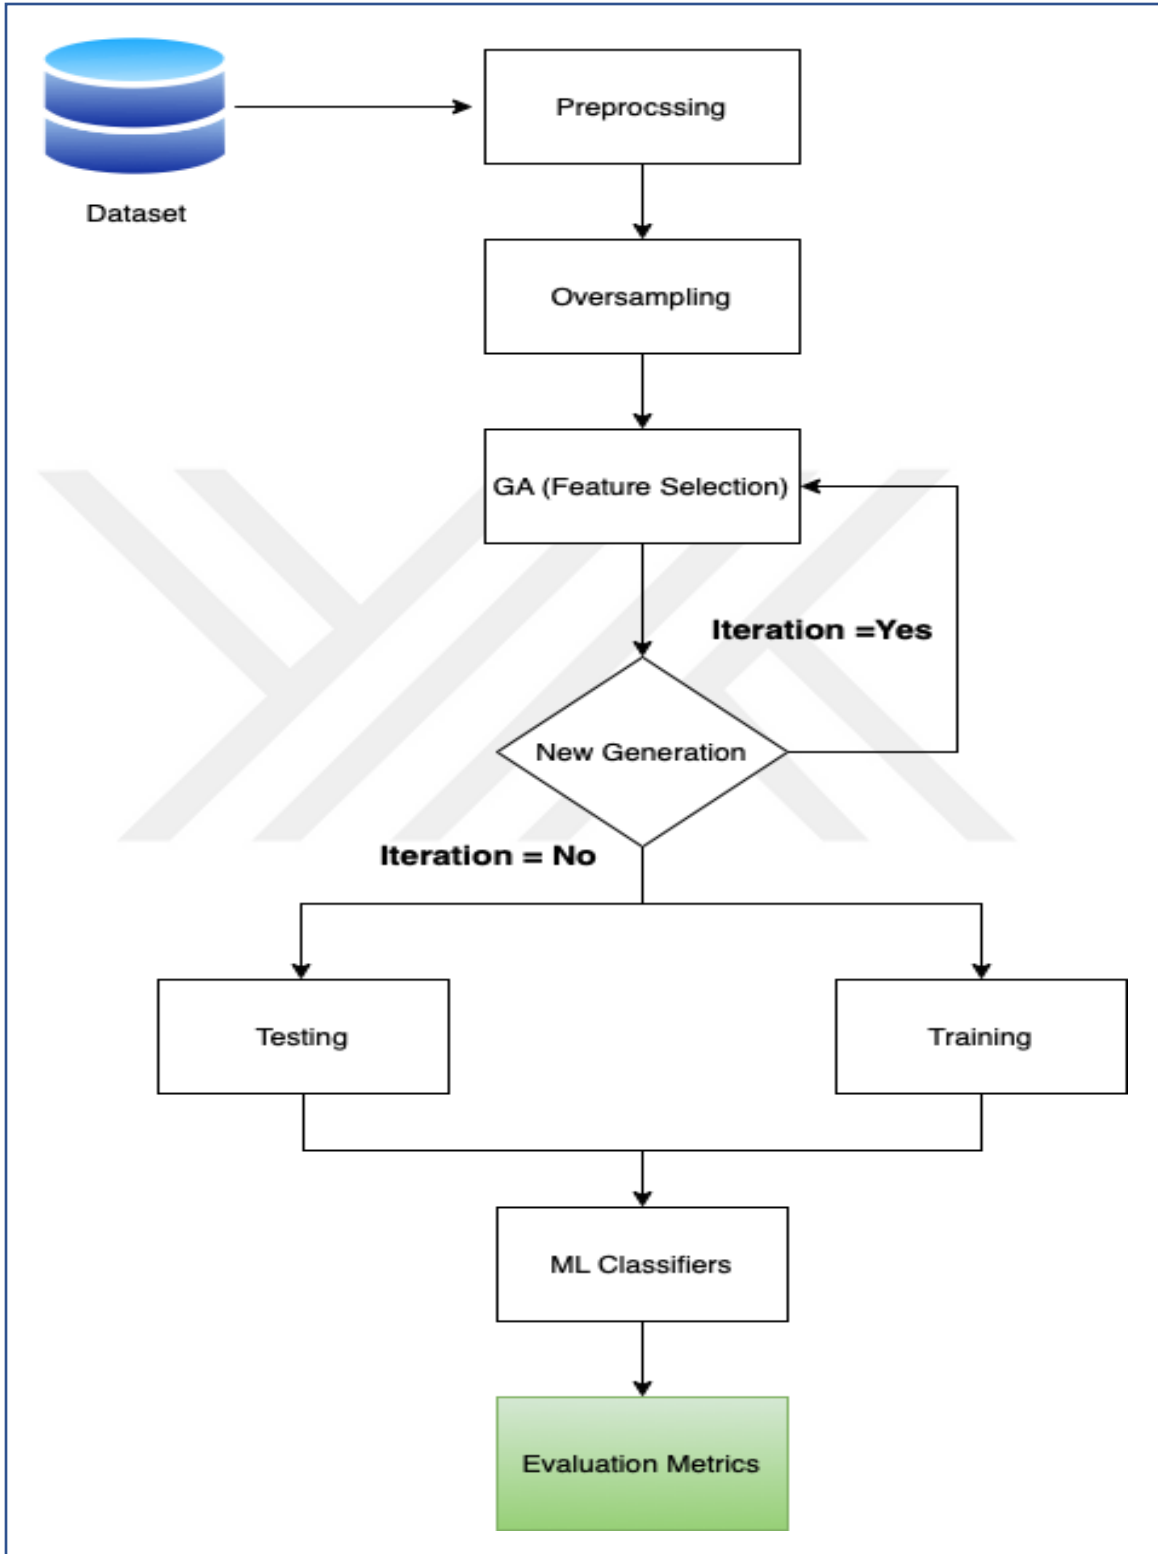 Dataset
Preprocssing
Oversampling
GA (Feature Selection)
Iteration =Yes
New Generation
Iteration = No
Testing
Training
ML Classifiers
Evaluation Metrics